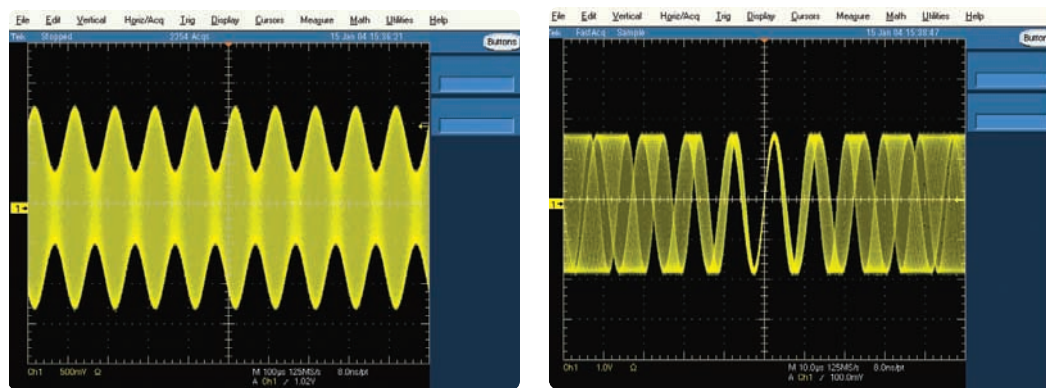 File Edit Vertical Horiz/Acq Trig Display Cursors Measure Math Utilities Help
Tek Stopped 2254 Acqs 15 Jan 04 15:36:21 Buttons
1
Ch1 500mV Ω M 100µs 125MS/s 8.0ns/pt
A Ch1 1.02V
File Edit Vertical Horiz/Acq Trig Display Cursors Measure Math Utilities Help
Tek FastAcq Sample 15 Jan 04 15:30:47 Button
1
Ch1 1.0V Ω M 10.0µs 125MS/s 8.0ns/pt
A Ch1 100.0mV